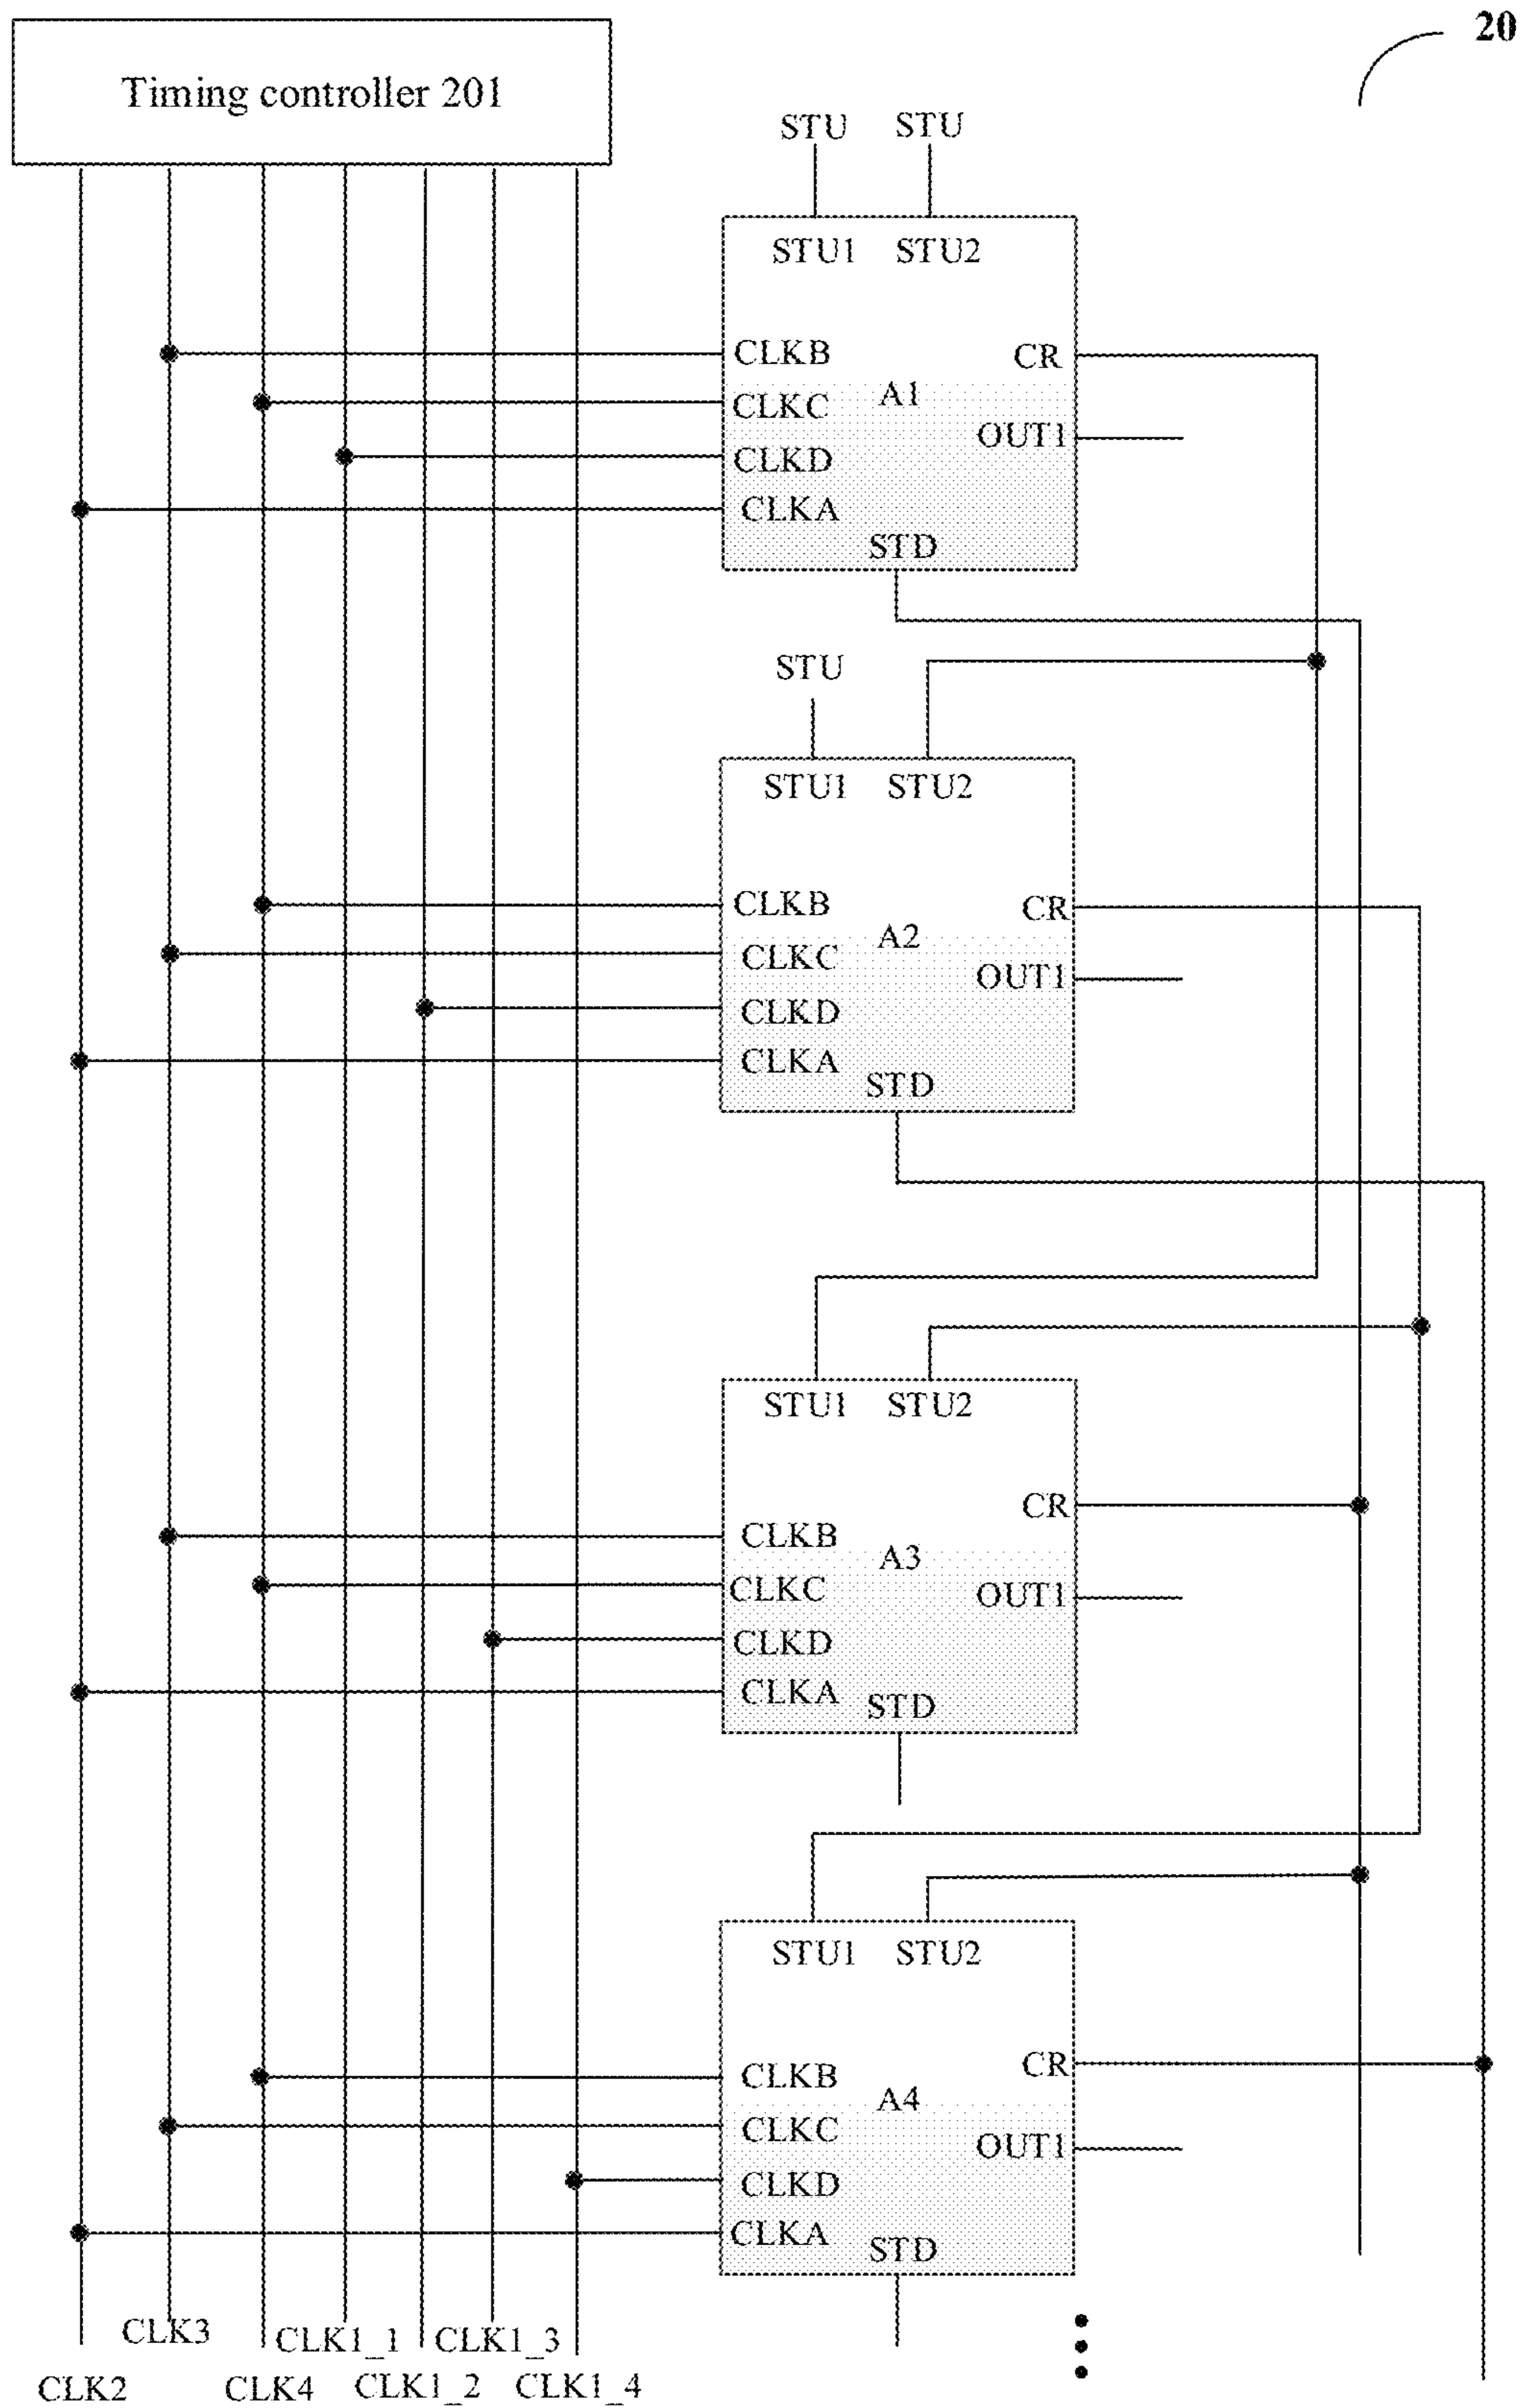 20
Timing controller 201
STU STU
STU1 STU2
CLKB CR
A1
CLKC
OUT1
CLKD
CLKA
STD
STU
STU1 STU2
CLKB CR
A2
CLKC
OUT1
CLKD
CLKA
STD
STU1 STU2
CR
CLKB
A3
CLKC OUT1
CLKD
CLKA STD
STU1 STU2
CR
CLKB
A4
CLKC
OUT1
CLKD
CLKA
STD
CLK3 CLK1_1 CLK1_3
CLK2 CLK4 CLK1_2 CLK1_4